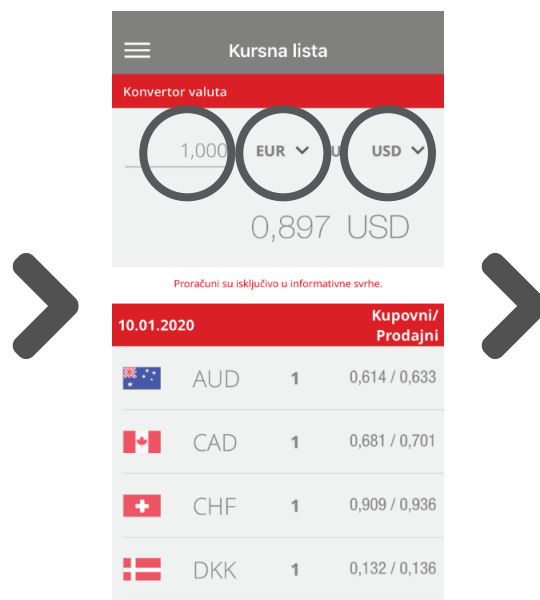 Kursna lista
Konvertor valuta
1,000 EUR U USD
0,897 USD
Proračuni su isključivo u informativne svrhe.
10.01.2020 Kupovni/
Prodajni
AUD 1 0,614 / 0,633
CAD 1 0,681 / 0,701
CHF 1 0,909 / 0,936
DKK 1 0,132 / 0,136